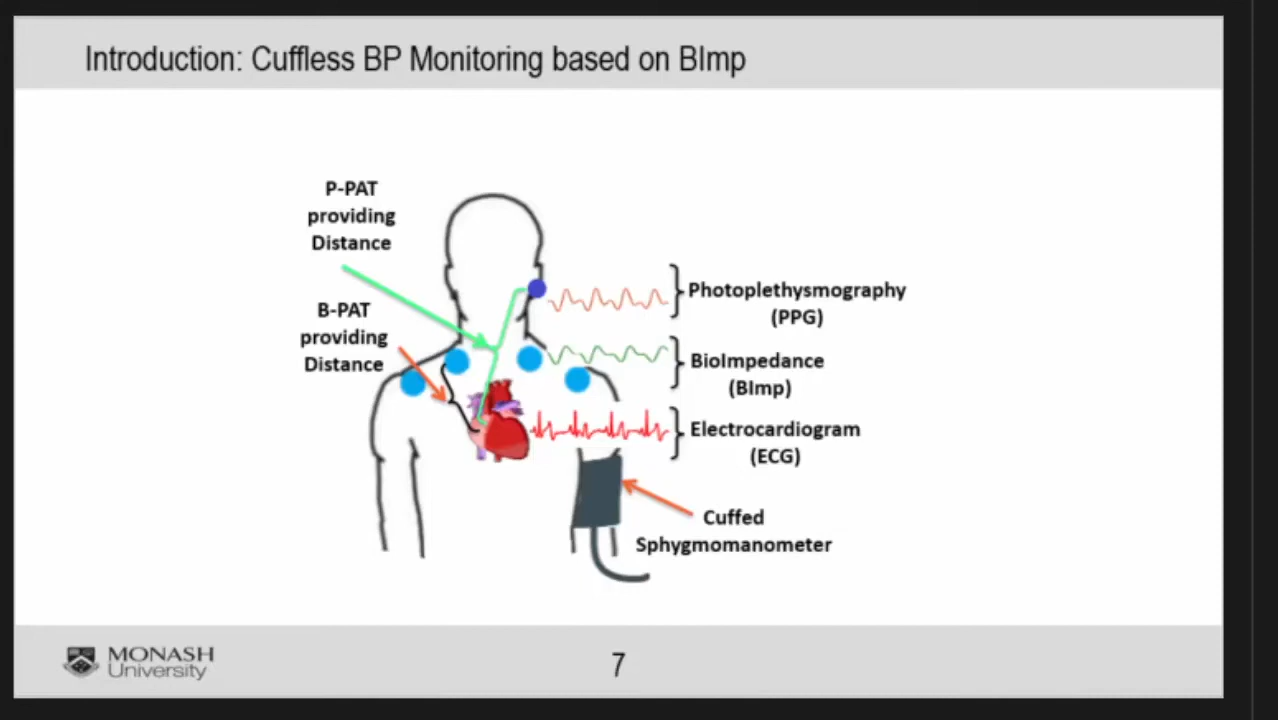 Introduction: Cuffless BP Monitoring based on BImp
P-PAT
providing
Distance
B-PAT
providing
Distance
Photoplethysmography
(PPG)
BioImpedance
(BImp)
Electrocardiogram
(ECG)
Cuffed
Sphygmomanometer
MONASH
University
7